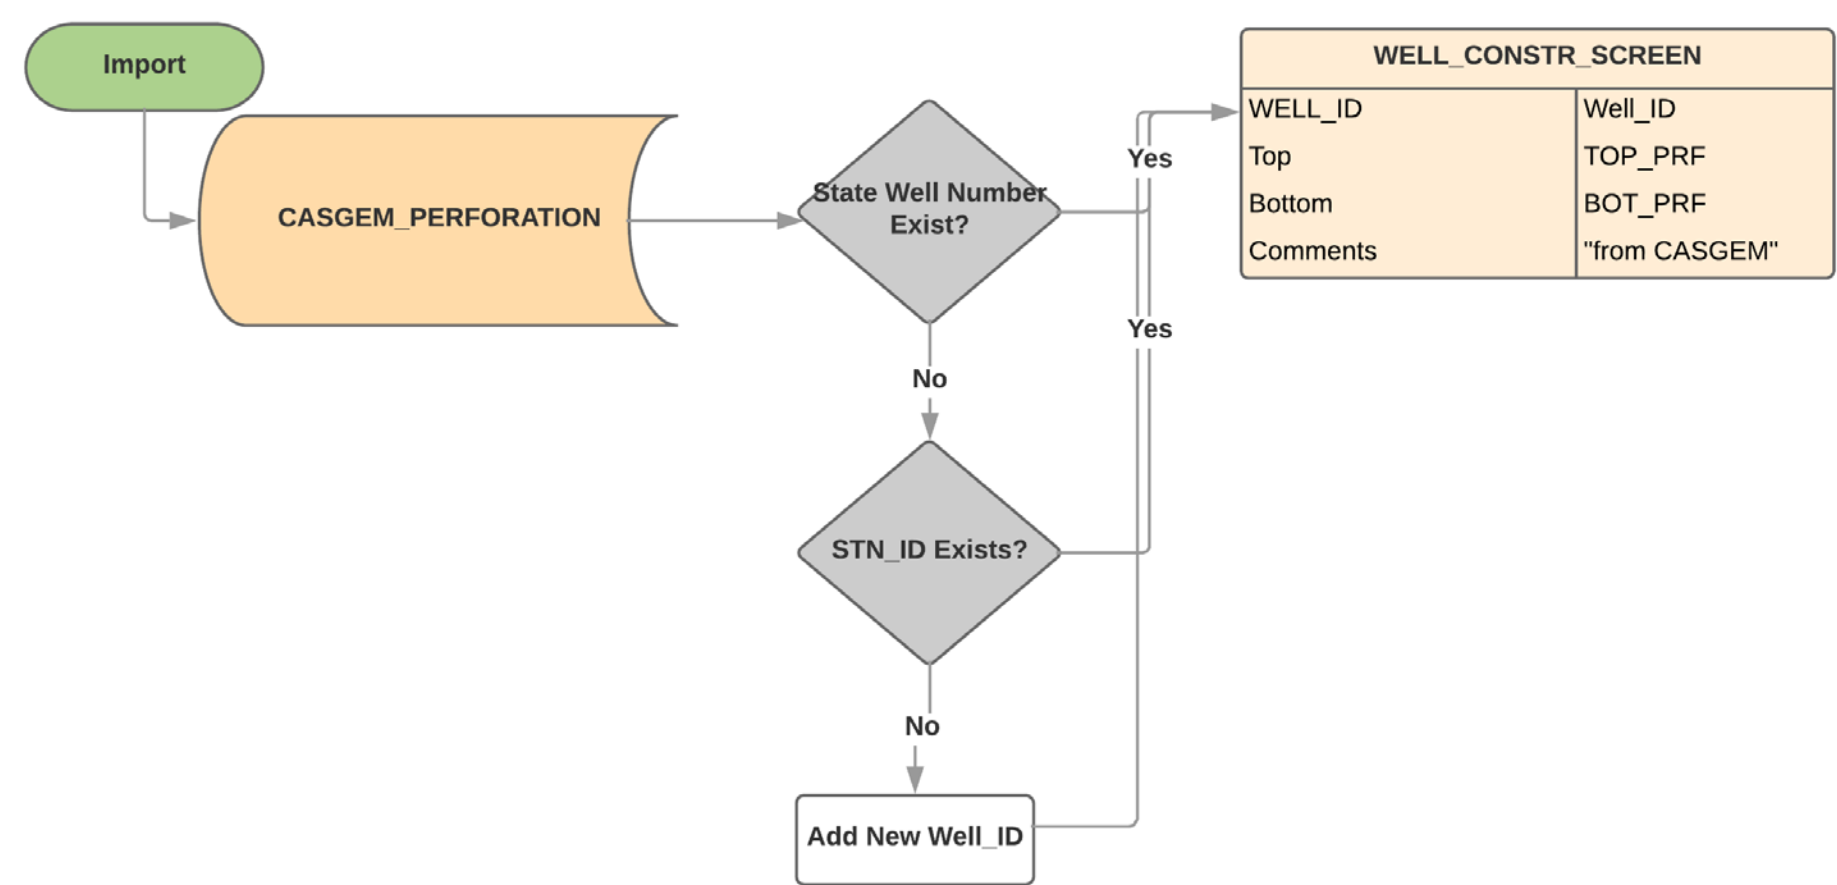 Import
CASGEM_PERFORATION
State Well Number
Exist?
Yes
No
Yes
STN_ID Exists?
No
Add New Well_ID
WELL_CONSTR_SCREEN
WELL_ID Well_ID
Top TOP_PRF
Bottom BOT_PRF
Comments "from CASGEM"